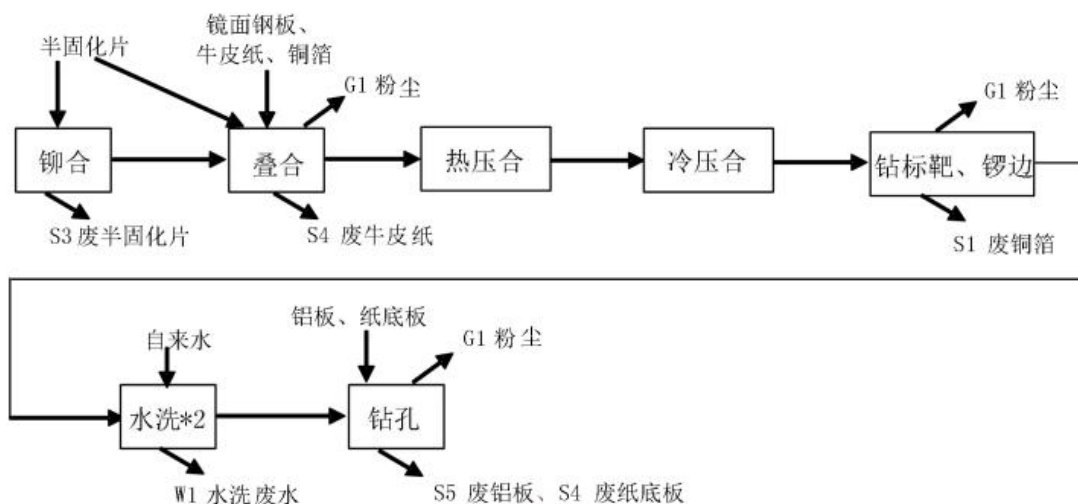 半固化片
镜面钢板、
牛皮纸、铜箔
G1 粉尘
G1 粉尘
铆合
叠合
热压合
冷压合
钻标靶、锣边
S3 废半固化片
S4 废牛皮纸
S1 废铜箔
自来水
铝板、纸底板
G1 粉尘
水洗*2
钻孔
W1 水洗废水
S5 废铝板、S4 废纸底板